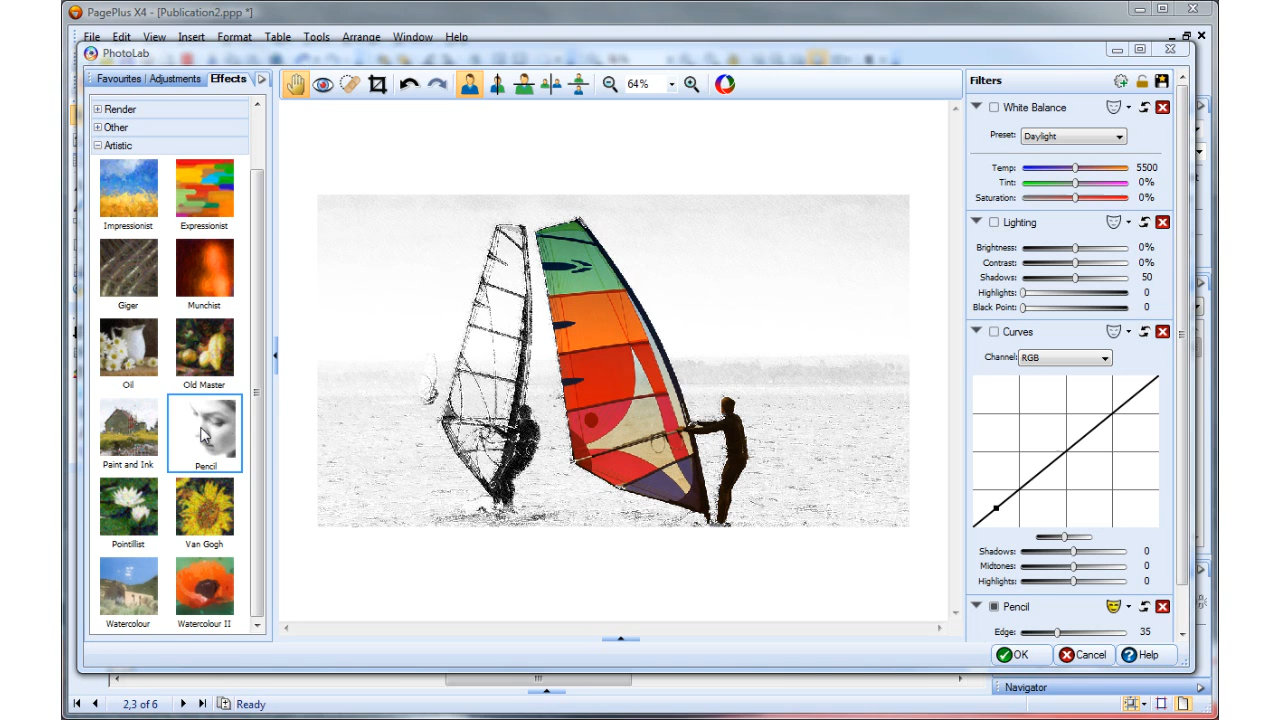 PagePlus X4 - [Publication2.ppp *]
File Edit View Insert Format Table Tools Arrange Window Help
PhotoLab
Favourites Adjustments Effects
64%
Render
Other
Artistic
Impressionist Expressionist
Giger Munchist
Oil Old Master
Paint and Ink Pencil
Pointillist Van Gogh
Watercolour Watercolour II
Filters
White Balance
Preset: Daylight
Temp: 5500
Tint: 0%
Saturation: 0%
Lighting
Brightness: 0%
Contrast: 0%
Shadows: 50
Highlights: 0
Black Point: 0
Curves
Channel: RGB
Shadows: 0
Midtones: 0
Highlights: 0
Pencil
Edge: 35
OK Cancel Help
Navigator
2,3 of 6 Ready